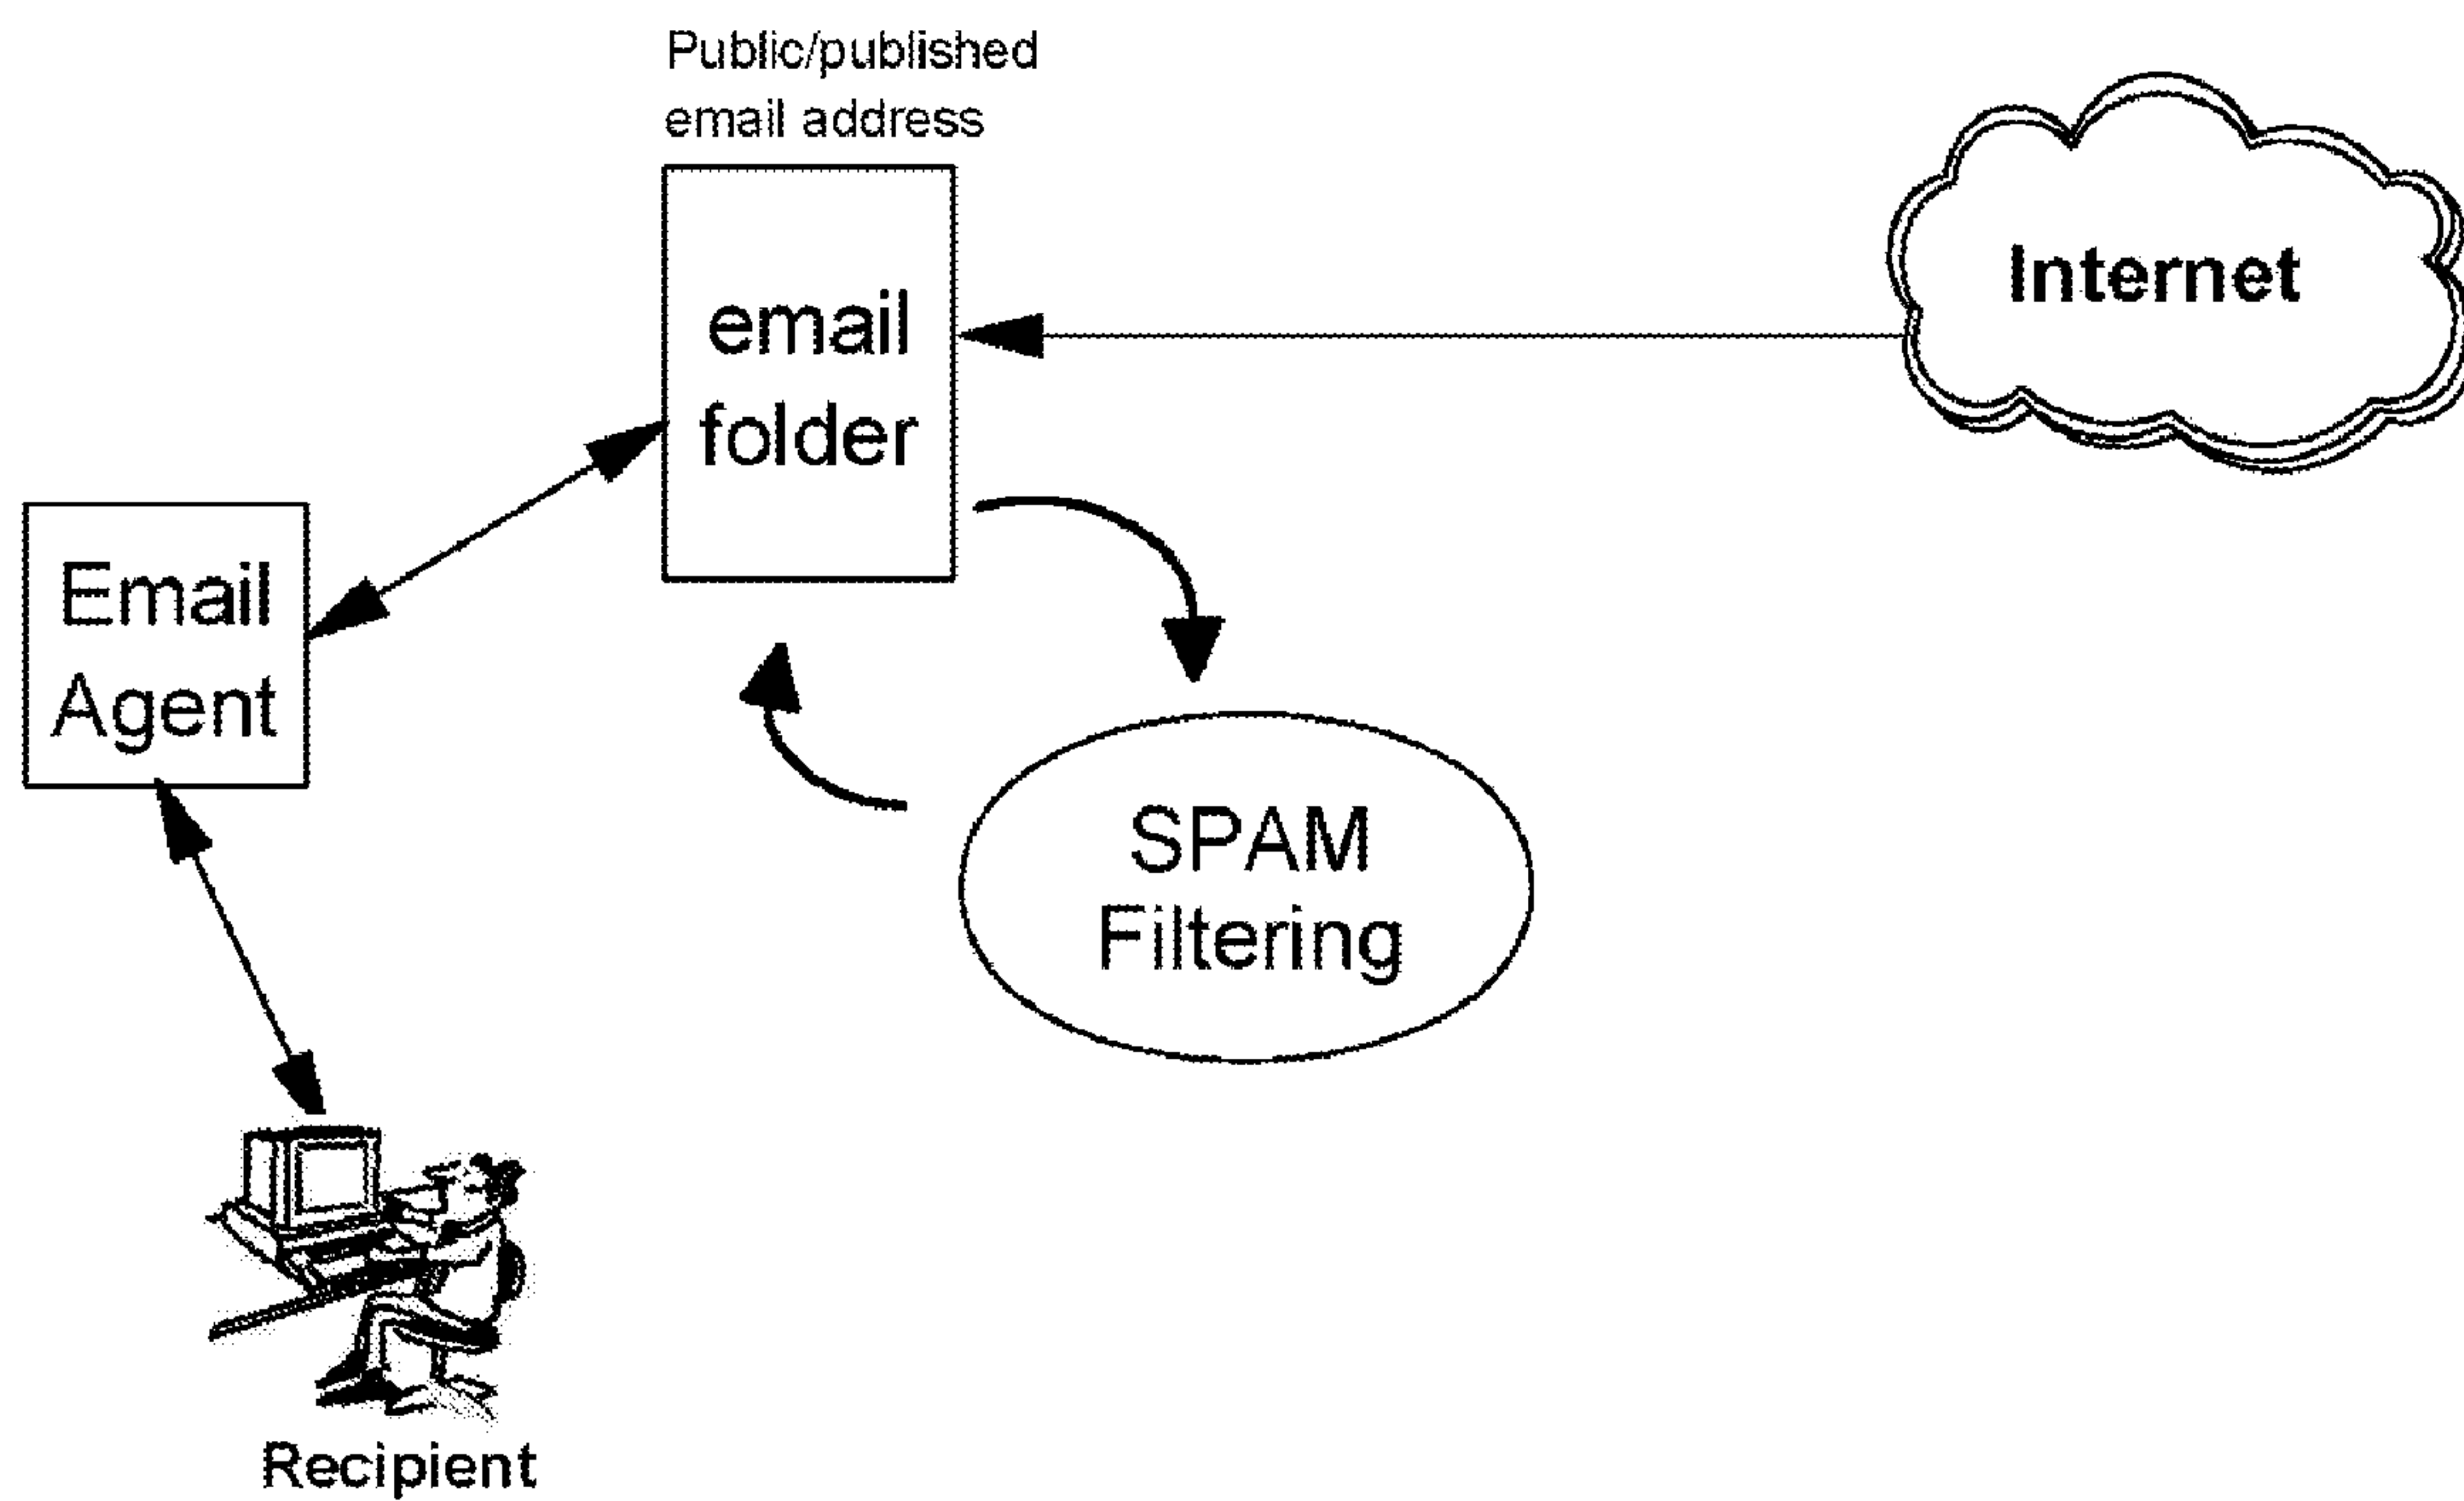 Public/published
email address
email
folder
Internet
Email
Agent
SPAM
Filtering
Recipient